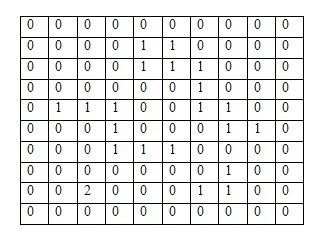 0 0 0 0 0 0 0 0 0 0
0 0 0 0 1 1 0 0 0 0
0 0 0 0 1 1 1 0 0 0
0 0 0 0 0 0 1 0 0 0
0 1 1 1 0 0 1 1 0 0
0 0 0 1 0 0 0 1 1 0
0 0 0 1 1 1 0 0 0 0
0 0 0 0 0 0 0 1 0 0
0 0 2 0 0 0 1 1 0 0
0 0 0 0 0 0 0 0 0 0